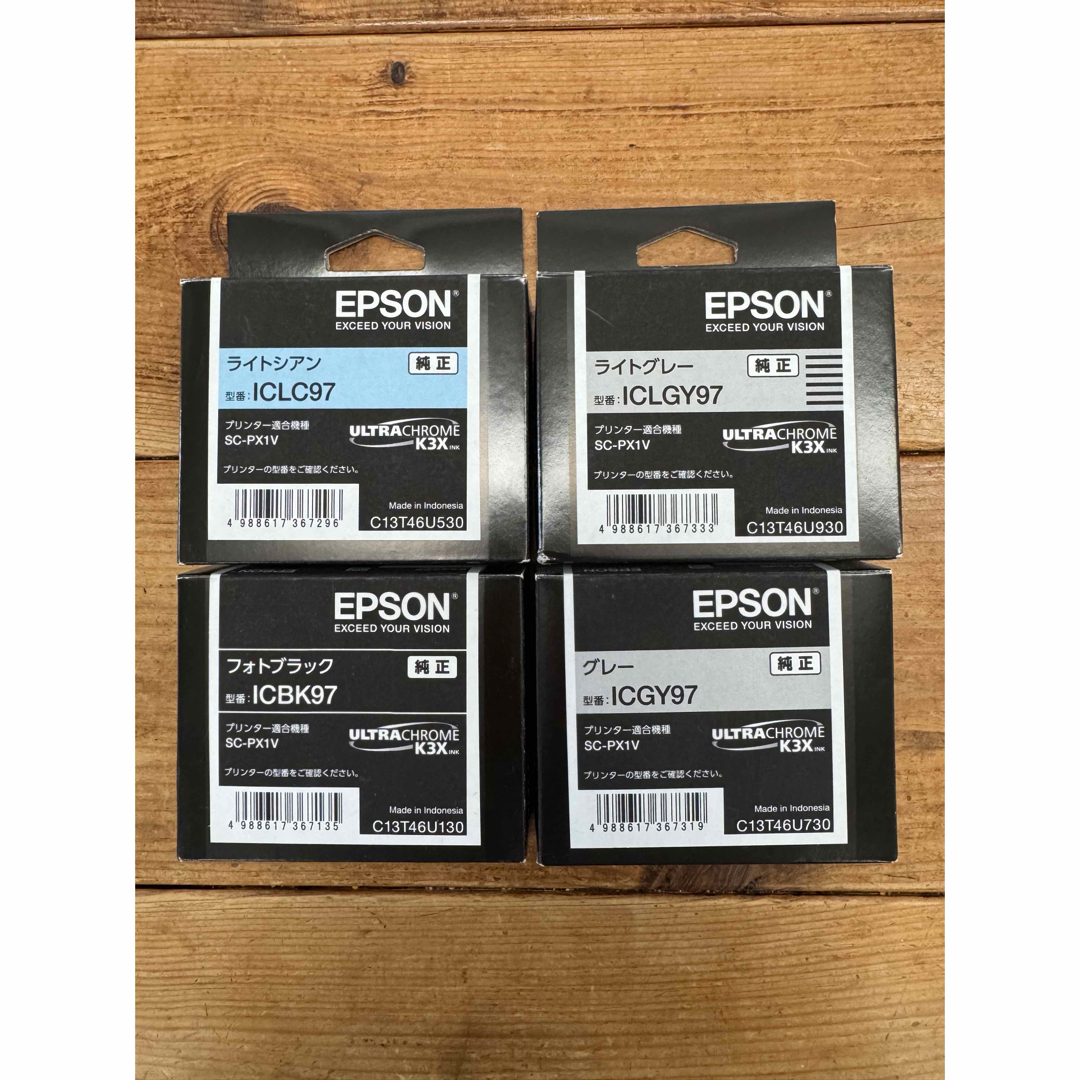 EPSON®
EXCEED YOUR VISION
ライトシアン 純正
型番:ICLC97
プリンター適合機種
SC-PX1V
ULTRACHROME
K3X INK
プリンターの型番をご確認ください。
4 988617 367296
Made in Indonesia
C13T46U530
EPSON®
EXCEED YOUR VISION
ライトグレー 純正
型番:ICLGY97
プリンター適合機種
SC-PX1V
ULTRACHROME
K3X INK
プリンターの型番をご確認ください。
4 988617 367333
Made in Indonesia
C13T46U930
EPSON®
EXCEED YOUR VISION
フォトブラック 純正
型番:ICBK97
プリンター適合機種
SC-PX1V
ULTRACHROME
K3X INK
プリンターの型番をご確認ください。
4 988617 367135
Made in Indonesia
C13T46U130
EPSON®
EXCEED YOUR VISION
グレー 純正
型番:ICGY97
プリンター適合機種
SC-PX1V
ULTRACHROME
K3X INK
プリンターの型番をご確認ください。
4 988617 367319
Made in Indonesia
C13T46U730